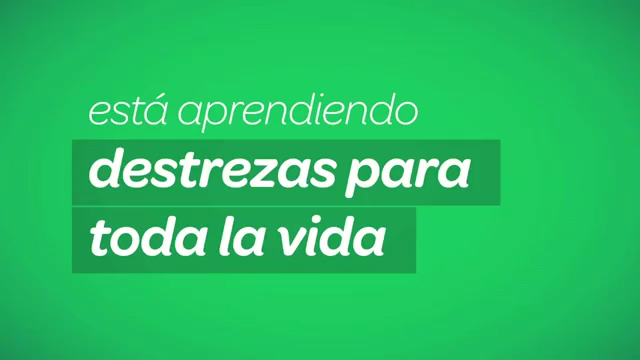 está aprendiendo
destrezas para
toda la vida